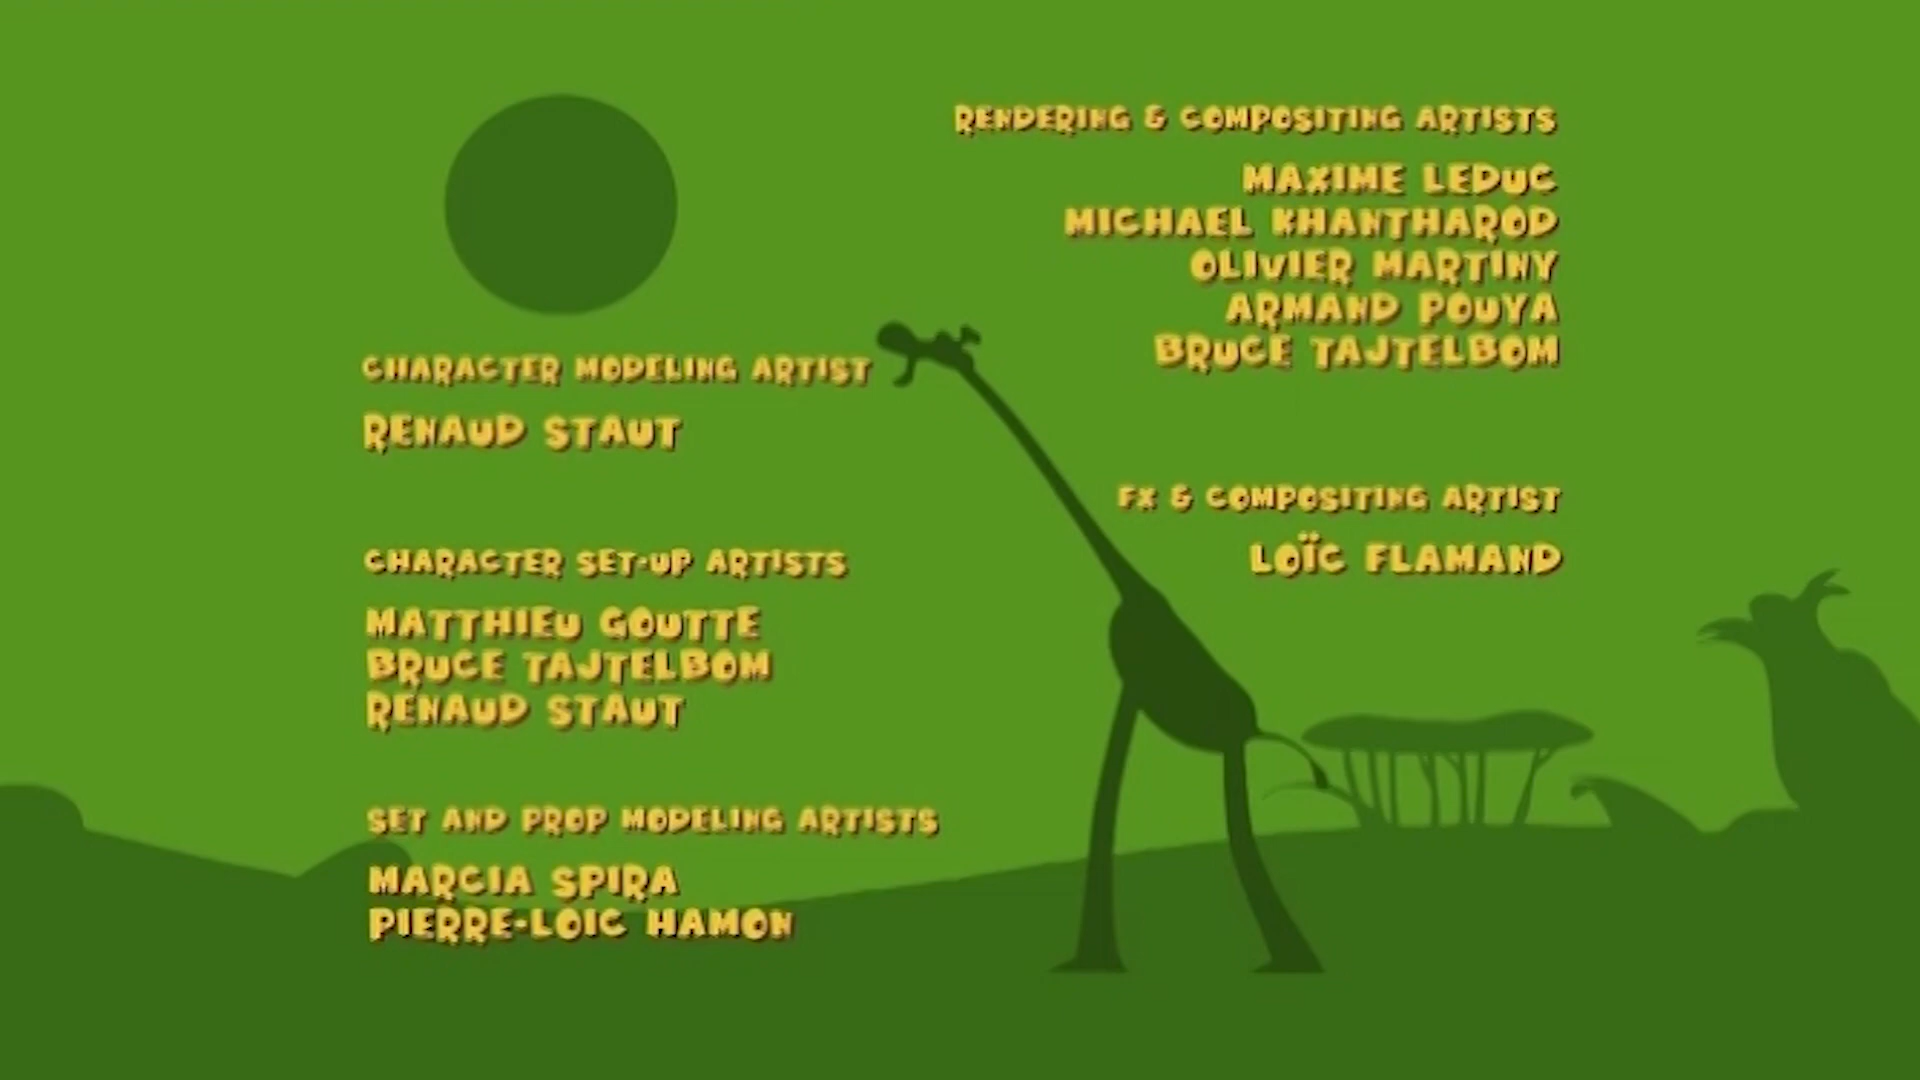 CHARACTER MODELING ARTIST
RENAUD STAUT
CHARACTER SET-UP ARTISTS
MATTHIEU GOUTTE
BRUCE TAJTELBOM
RENAUD STAUT
SET AND PROP MODELING ARTISTS
MARCIA SPIRA
PIERRE-LOIC HAMON
RENDERING & COMPOSITING ARTISTS
MAXIME LEDUC
MICHAEL KHANTHAROD
OLIVIER MARTINY
ARMAND POUYA
BRUCE TAJTELBOM
FX & COMPOSITING ARTIST
LOÏC FLAMAND